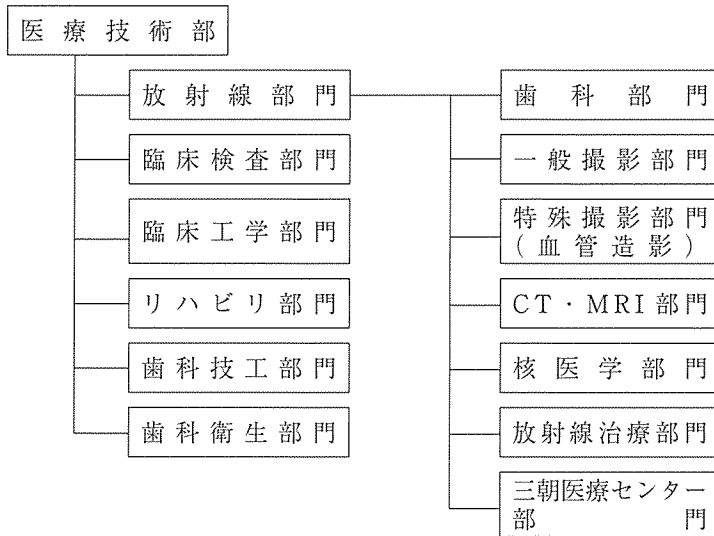 医療技術部
放射線部門
臨床検査部門
臨床工学部門
リハビリ部門
歯科技工部門
歯科衛生部門
歯科部門
一般撮影部門
特殊撮影部門
(血管造影)
CT・MRI部門
核医学部門
放射線治療部門
三朝医療センター
部門